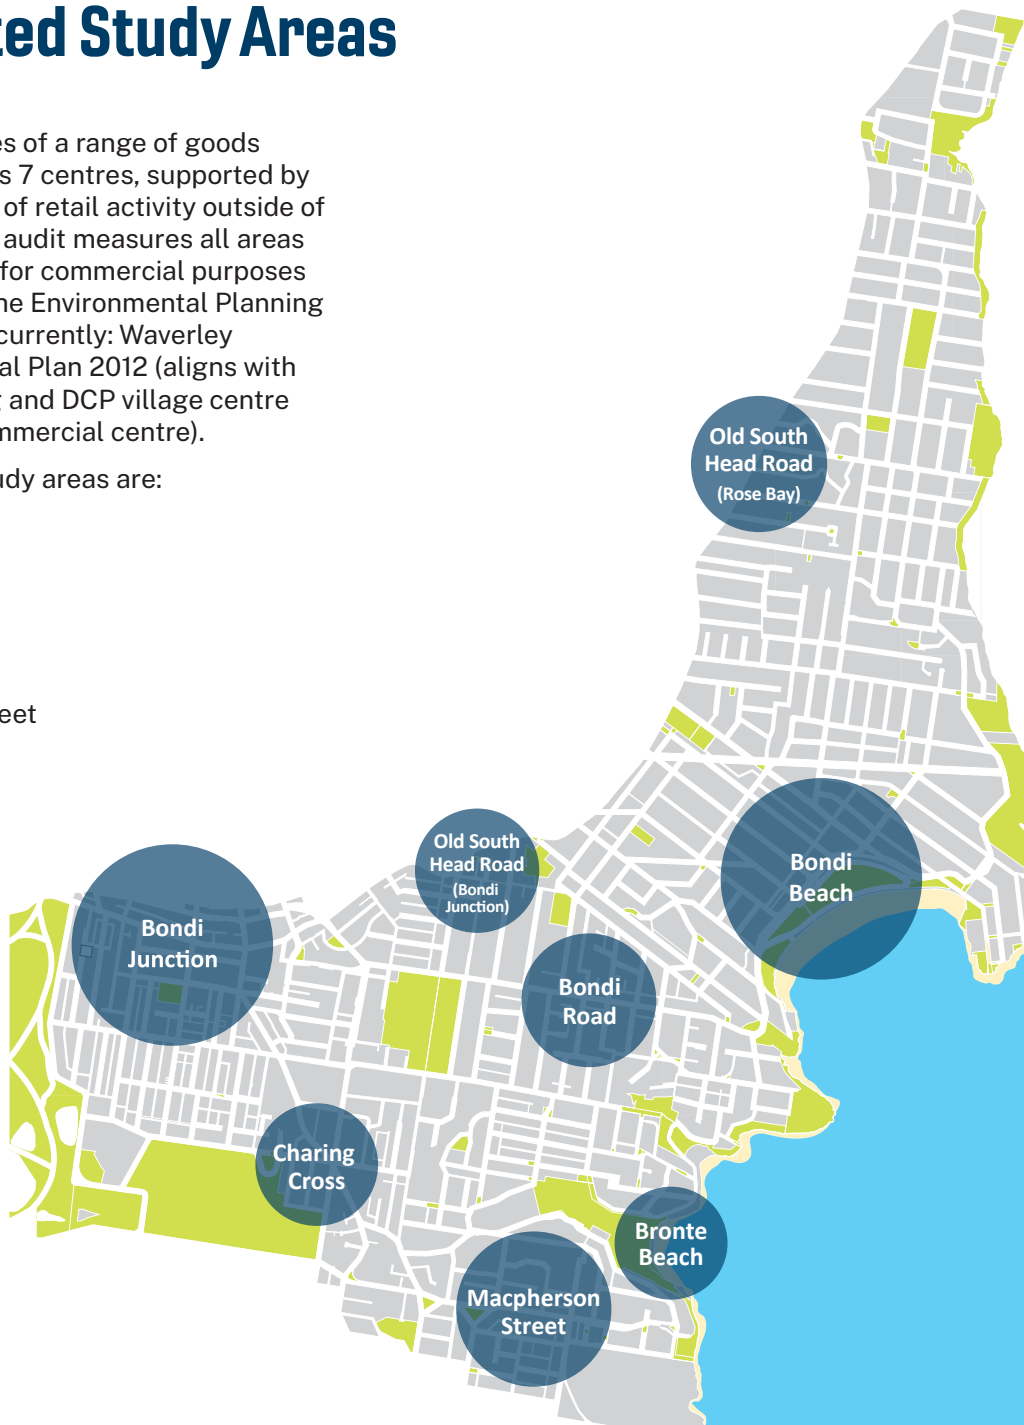 ted Study Areas
es of a range of goods
s 7 centres, supported by
of retail activity outside of
audit measures all areas
for commercial purposes
he Environmental Planning
currently: Waverley
al Plan 2012 (aligns with
g and DCP village centre
mmercial centre).
udy areas are:
eet
Old South
Head Road
(Rose Bay)
Old South
Head Road
(Bondi
Junction)
Bondi
Beach
Bondi
Junction
Bondi
Road
Charing
Cross
Bronte
Beach
Macpherson
Street